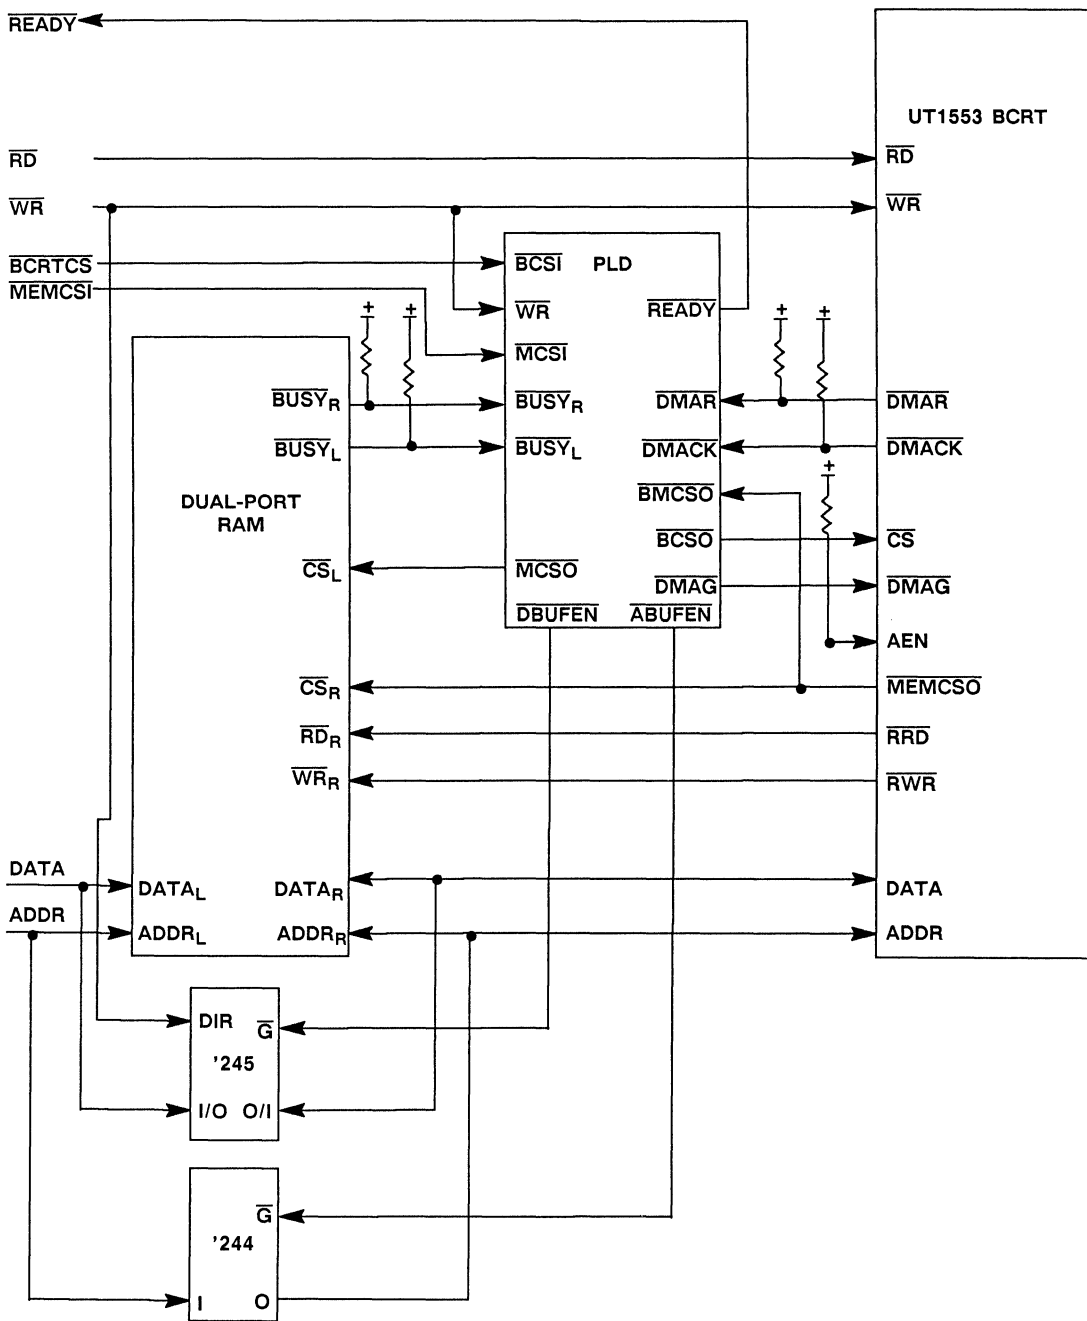 READY
UT1553 BCRT
RD
RD
WR
WR
BCRTCS
BCSI PLD
MEMCSI
+
+
WR
READY
+
+
MCSI
BUSYR
BUSYR
DMAR
DMAR
BUSYL
BUSYL
DMACK
DMACK
+
DUAL-PORT
RAM
BMCSO
BCSO
CS
CSL
MCSO
DMAG
DMAG
DBUFEN
ABUFEN
AEN
CSR
MEMCSO
RDR
RRD
WRR
RWR
DATA
DATAL
DATAR
DATA
ADDR
ADDRL
ADDRR
ADDR
DIR
G
'245
I/O O/I
G
'244
I
O